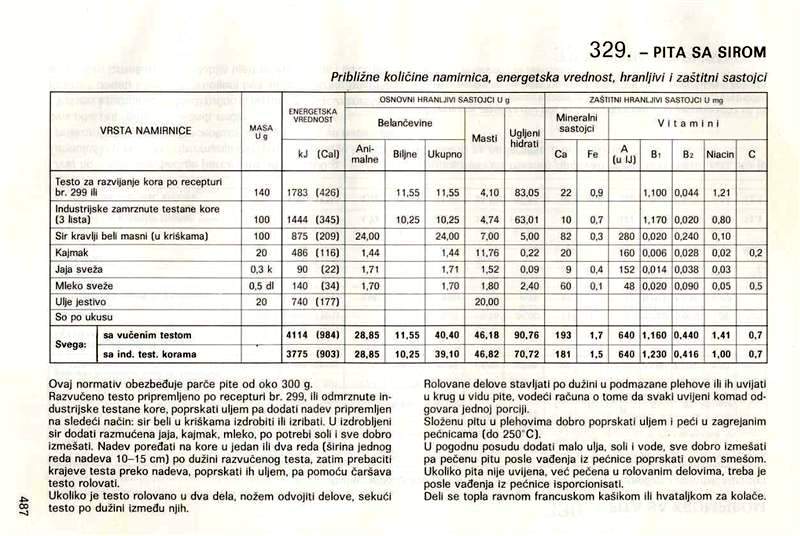 329. – PITA SA SIROM
Približne količine namirnica, energetska vrednost, hranljivi i zaštitni sastojci
VRSTA NAMIRNICE MASA U g ENERGETSKA VREDNOST OSNOVNI HRANLJIVI SASTOJCI U g ZAŠTITNI HRANLJIVI SASTOJCI U mg
Belančevine Masti Ugljeni hidrati Mineralni sastojci Vitamini
kJ (Cal) Ani-malne Biljne Ukupno Ca Fe A (u IJ) B1 B2 Niacin C
Testo za razvijanje kora po recepturi
br. 299 ili 140 1783 (426) 11,55 11,55 4,10 83,05 22 0,9 1,100 0,044 1,21
Industrijske zamrznute testane kore
(3 lista) 100 1444 (345) 10,25 10,25 4,74 63,01 10 0,7 1,170 0,020 0,80
Sir kravlji beli masni (u kriškama) 100 875 (209) 24,00 24,00 7,00 5,00 82 0,3 280 0,020 0,240 0,10
Kajmak 20 486 (116) 1,44 1,44 11,76 0,22 20 160 0,006 0,028 0,02 0,2
Jaja sveža 0,3 k 90 (22) 1,71 1,71 1,52 0,09 9 0,4 152 0,014 0,038 0,03
Mleko sveže 0,5 dl 140 (34) 1,70 1,70 1,80 2,40 60 0,1 48 0,020 0,090 0,05 0,5
Ulje jestivo 20 740 (177) 20,00
So po ukusu
Svega: sa vučenim testom 4114 (984) 28,85 11,55 40,40 46,18 90,76 193 1,7 640 1,160 0,440 1,41 0,7
sa ind. test. korama 3775 (903) 28,85 10,25 39,10 46,82 70,72 181 1,5 640 1,230 0,416 1,00 0,7
Ovaj normativ obezbeđuje parče pite od oko 300 g.
Razvučeno testo pripremljeno po recepturi br. 299, ili odmrznute in-
dustrijske testane kore, poprskati uljem pa dodati nadev pripremljen
na sledeći način: sir beli u kriškama izdrobiti ili izribati. U izdrobljeni
sir dodati razmućena jaja, kajmak, mleko, po potrebi soli i sve dobro
izmešati. Nadev poređati na kore u jedan ili dva reda (širina jednog
reda nadeva 10–15 cm) po dužini razvučenog testa, zatim prebaciti
krajeve testa preko nadeva, poprskati ih uljem, pa pomoću čaršava
testo rolovati.
Ukoliko je testo rolovano u dva dela, nožem odvojiti delove, sekući
testo po dužini između njih.
Rolovane delove stavljati po dužini u podmazane plehove ili ih uvijati
u krug u vidu pite, vodeći računa o tome da svaki uvijeni komad od-
govara jednoj porciji.
Složenu pitu u plehovima dobro poprskati uljem i peći u zagrejanim
pećnicama (do 250°C).
U pogodnu posudu dodati malo ulja, soli i vode, sve dobro izmešati
pa pečenu pitu posle vađenja iz pećnice poprskati ovom smešom.
Ukoliko pita nije uvijena, već pečena u rolovanim delovima, treba je
posle vađenja iz pećnice isporcionisati.
Deli se topla ravnom francuskom kašikom ili hvataljkom za kolače.
487